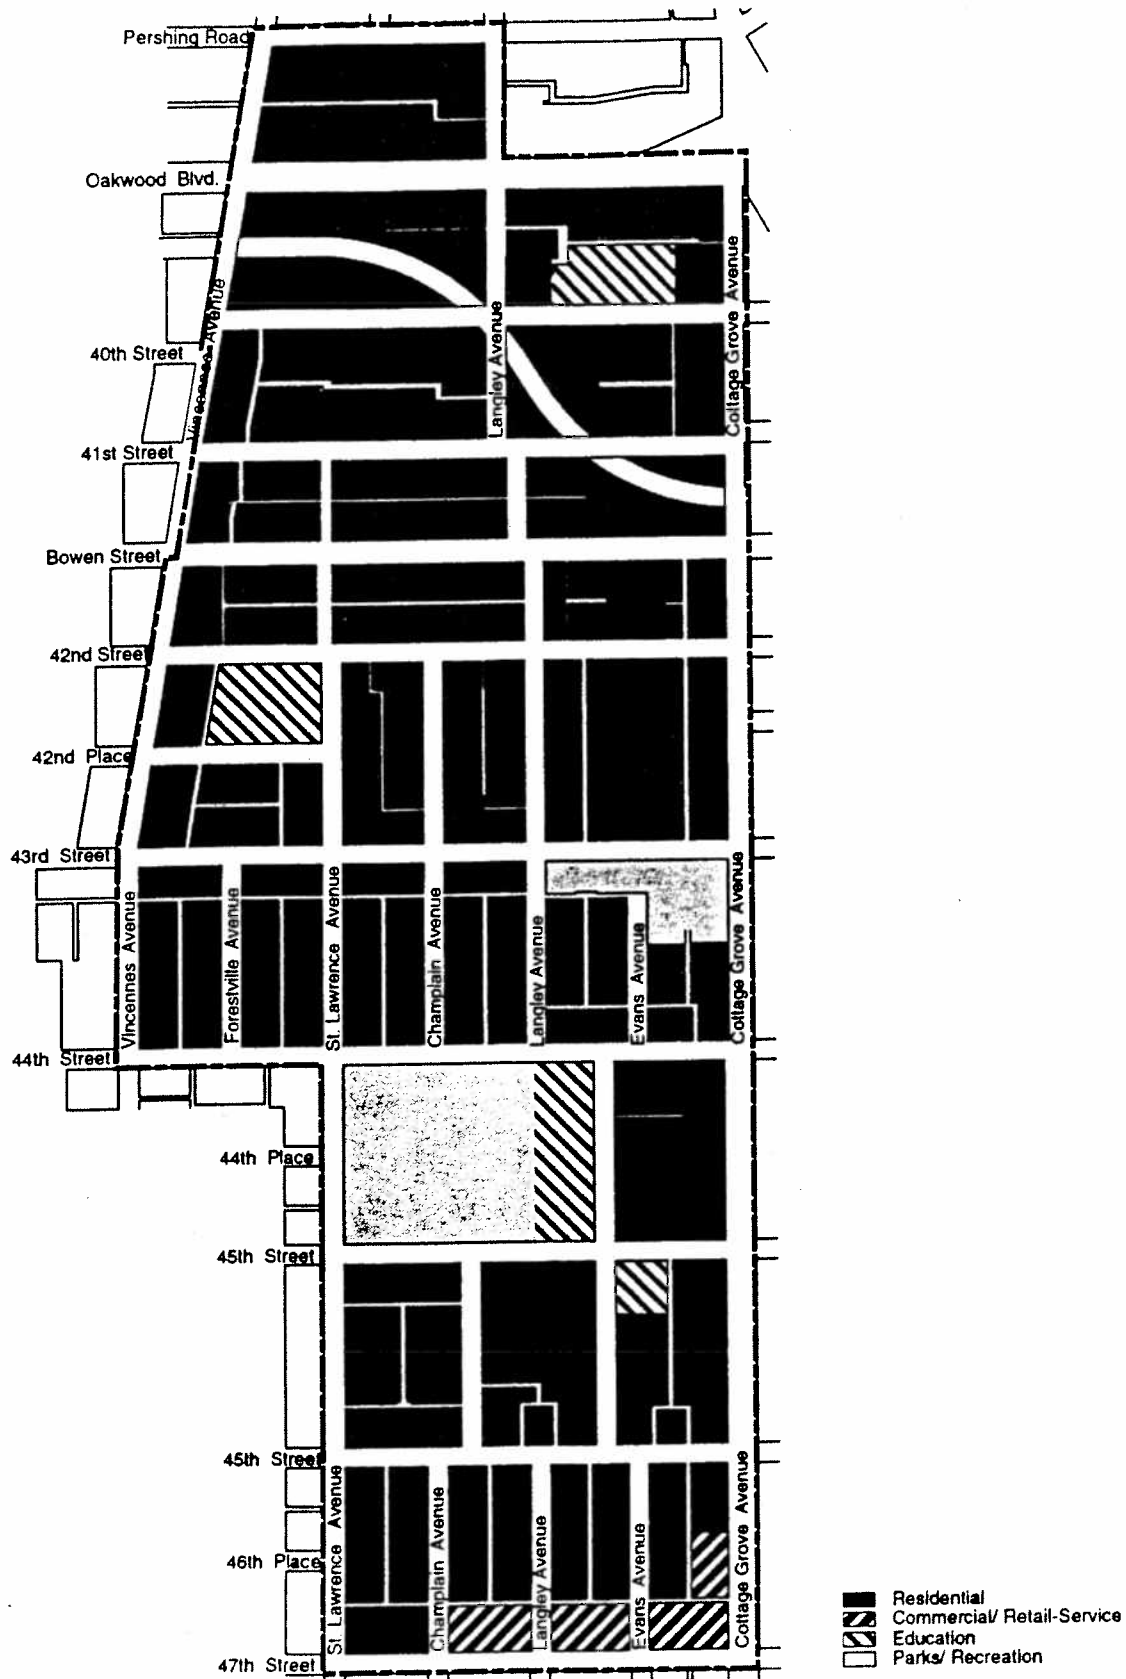 Pershing Road
Oakwood Blvd.
Vincennes Avenue
Cottage Grove Avenue
40th Street
Langley Avenue
41st Street
Bowen Street
42nd Street
42nd Place
43rd Street
Vincennes Avenue
Forestville Avenue
St. Lawrence Avenue
Champlain Avenue
Langley Avenue
Evans Avenue
Cottage Grove Avenue
44th Street
44th Place
45th Street
45th Street
St. Lawrence Avenue
Champlain Avenue
Langley Avenue
Evans Avenue
Cottage Grove Avenue
46th Place
47th Street
Residential
Commercial/ Retail-Service
Education
Parks/ Recreation